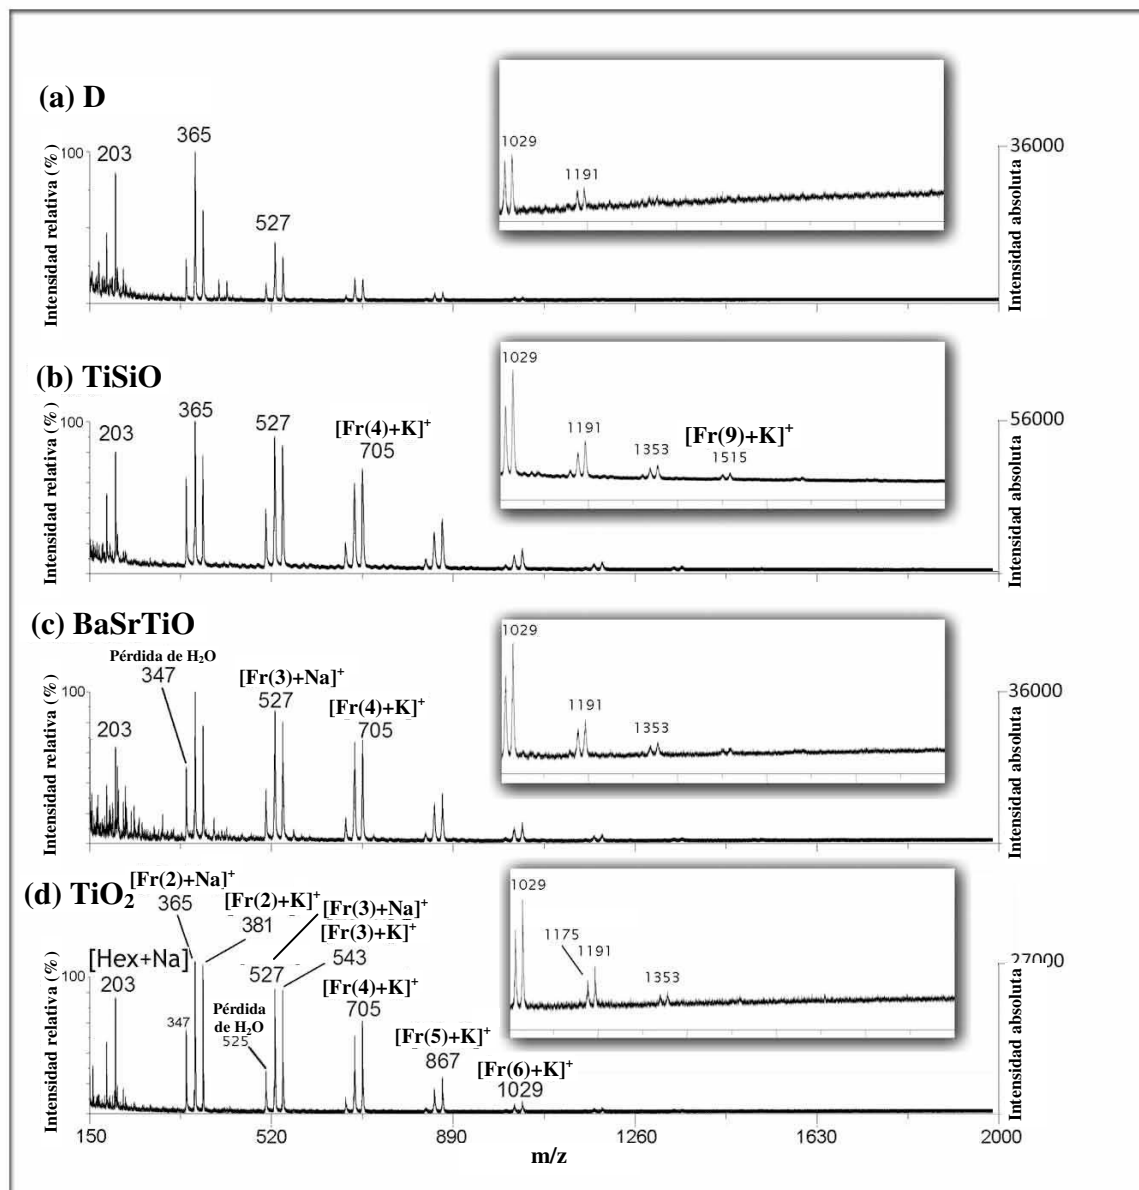 (a) D
Intensidad relativa (%)
100
203
365
527
1029
1191
36000
Intensidad absoluta
(b) TiSiO
Intensidad relativa (%)
100
203
365
527
[Fr(4)+K]⁺
705
1029
1191
1353
[Fr(9)+K]⁺
1515
56000
Intensidad absoluta
(c) BaSrTiO
Intensidad relativa (%)
100
203
Pérdida de H₂O
347
[Fr(3)+Na]⁺
527
[Fr(4)+K]⁺
705
1029
1191
1353
36000
Intensidad absoluta
(d) TiO₂
Intensidad relativa (%)
100
[Hex+Na]
203
[Fr(2)+Na]⁺
365
347
[Fr(2)+K]⁺
381
Pérdida
de H₂O
525
[Fr(3)+Na]⁺
527
[Fr(3)+K]⁺
543
[Fr(4)+K]⁺
705
[Fr(5)+K]⁺
867
[Fr(6)+K]⁺
1029
1029
1175
1191
1353
27000
Intensidad absoluta
150
520
890
1260
1630
2000
m/z